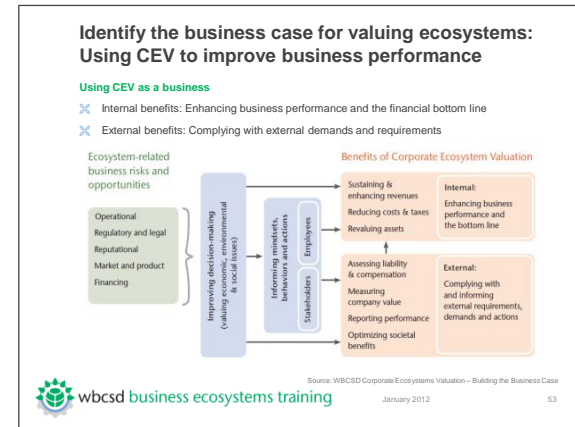 Identify the business case for valuing ecosystems:
Using CEV to improve business performance
Using CEV as a business
Internal benefits: Enhancing business performance and the financial bottom line
External benefits: Complying with external demands and requirements
Ecosystem-related
business risks and
opportunities
Operational
Regulatory and legal
Reputational
Market and product
Financing
Improving decision-making
(valuing economic, environmental
& social issues)
Informing mindsets,
behaviors and actions
Employees
Stakeholders
Benefits of Corporate Ecosystem Valuation
Sustaining &
enhancing revenues
Reducing costs & taxes
Revaluing assets
Internal:
Enhancing business
performance and
the bottom line
Assessing liability
& compensation
Measuring
company value
Reporting performance
Optimizing societal
benefits
External:
Complying with
and informing
external requirements,
demands and actions
Source: WBCSD Corporate Ecosystems Valuation – Building the Business Case
wbcsd business ecosystems training
January 2012
53